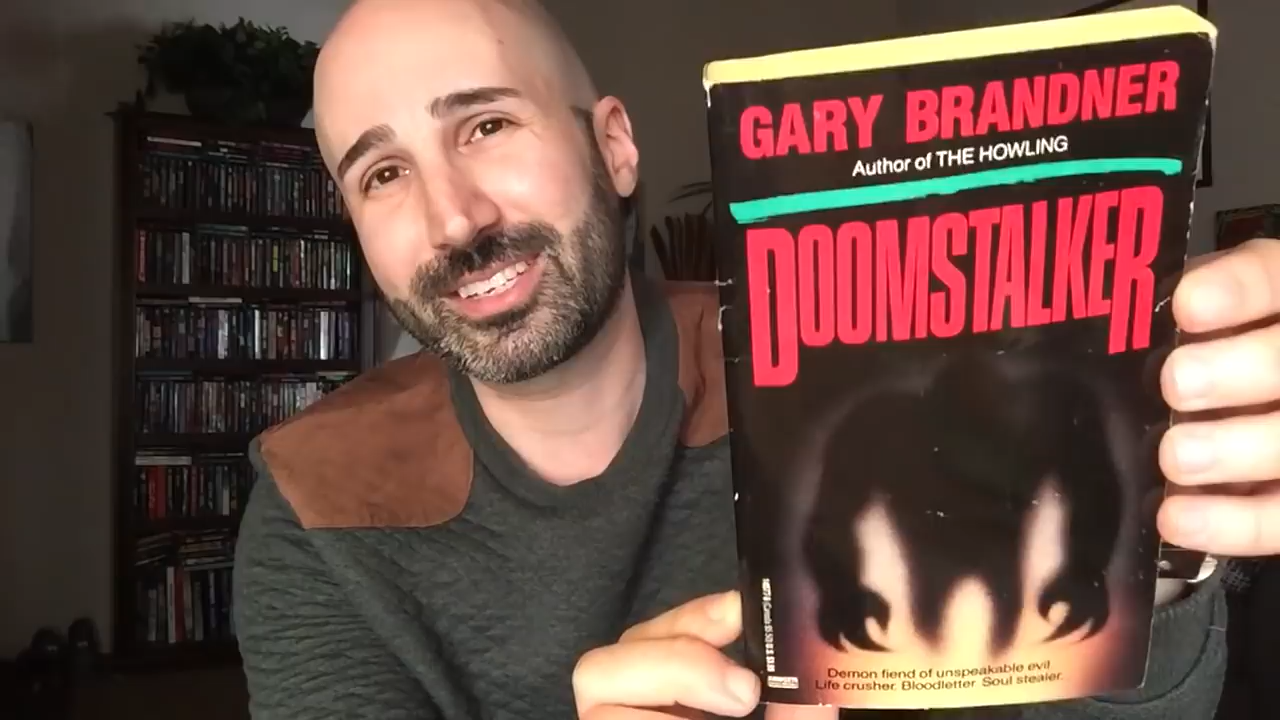 GARY BRANDNER
Author of THE HOWLING
DOOMSTALKER
Demon fiend of unspeakable evil
Life crusher. Bloodletter. Soul stealer.